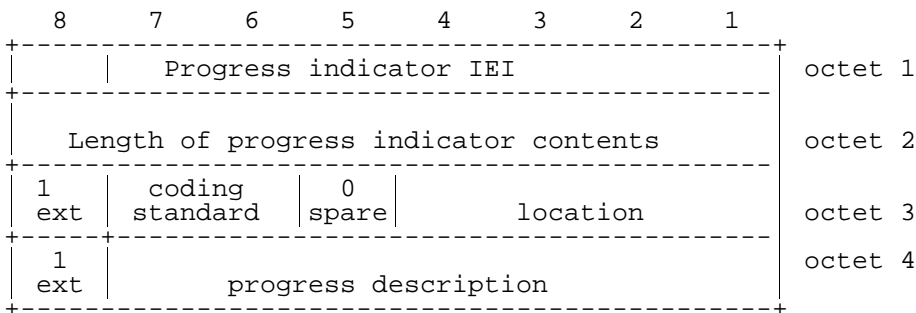 8 7 6 5 4 3 2 1
Progress indicator IEI octet 1
Length of progress indicator contents octet 2
1 coding 0
ext standard spare location octet 3
1 octet 4
ext progress description